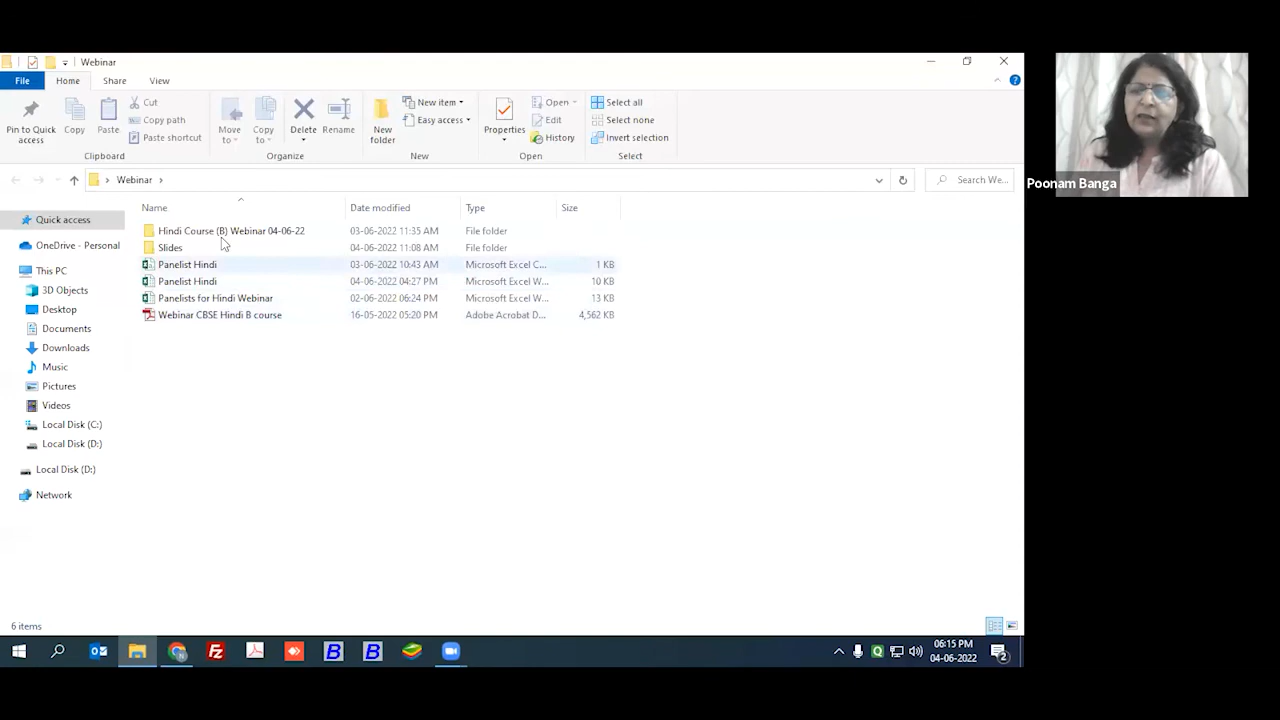 Webinar
File Home Share View
Pin to Quick access
Copy
Paste
Cut
Copy path
Paste shortcut
Move to
Copy to
Delete
Rename
New folder
New item
Easy access
Properties
Open
Edit
History
Select all
Select none
Invert selection
Clipboard Organize New Open Select
Webinar
Search We...
Name Date modified Type Size
Hindi Course (B) Webinar 04-06-22 03-06-2022 11:35 AM File folder
Slides 04-06-2022 11:08 AM File folder
Panelist Hindi 03-06-2022 10:43 AM Microsoft Excel C... 1 KB
Panelist Hindi 04-06-2022 04:27 PM Microsoft Excel W... 10 KB
Panelists for Hindi Webinar 02-06-2022 06:24 PM Microsoft Excel W... 13 KB
Webinar CBSE Hindi B course 16-05-2022 05:20 PM Adobe Acrobat D... 4,562 KB
Quick access
OneDrive - Personal
This PC
3D Objects
Desktop
Documents
Downloads
Music
Pictures
Videos
Local Disk (C:)
Local Disk (D:)
Local Disk (D:)
Network
6 items
06:15 PM
04-06-2022
2
Poonam Banga